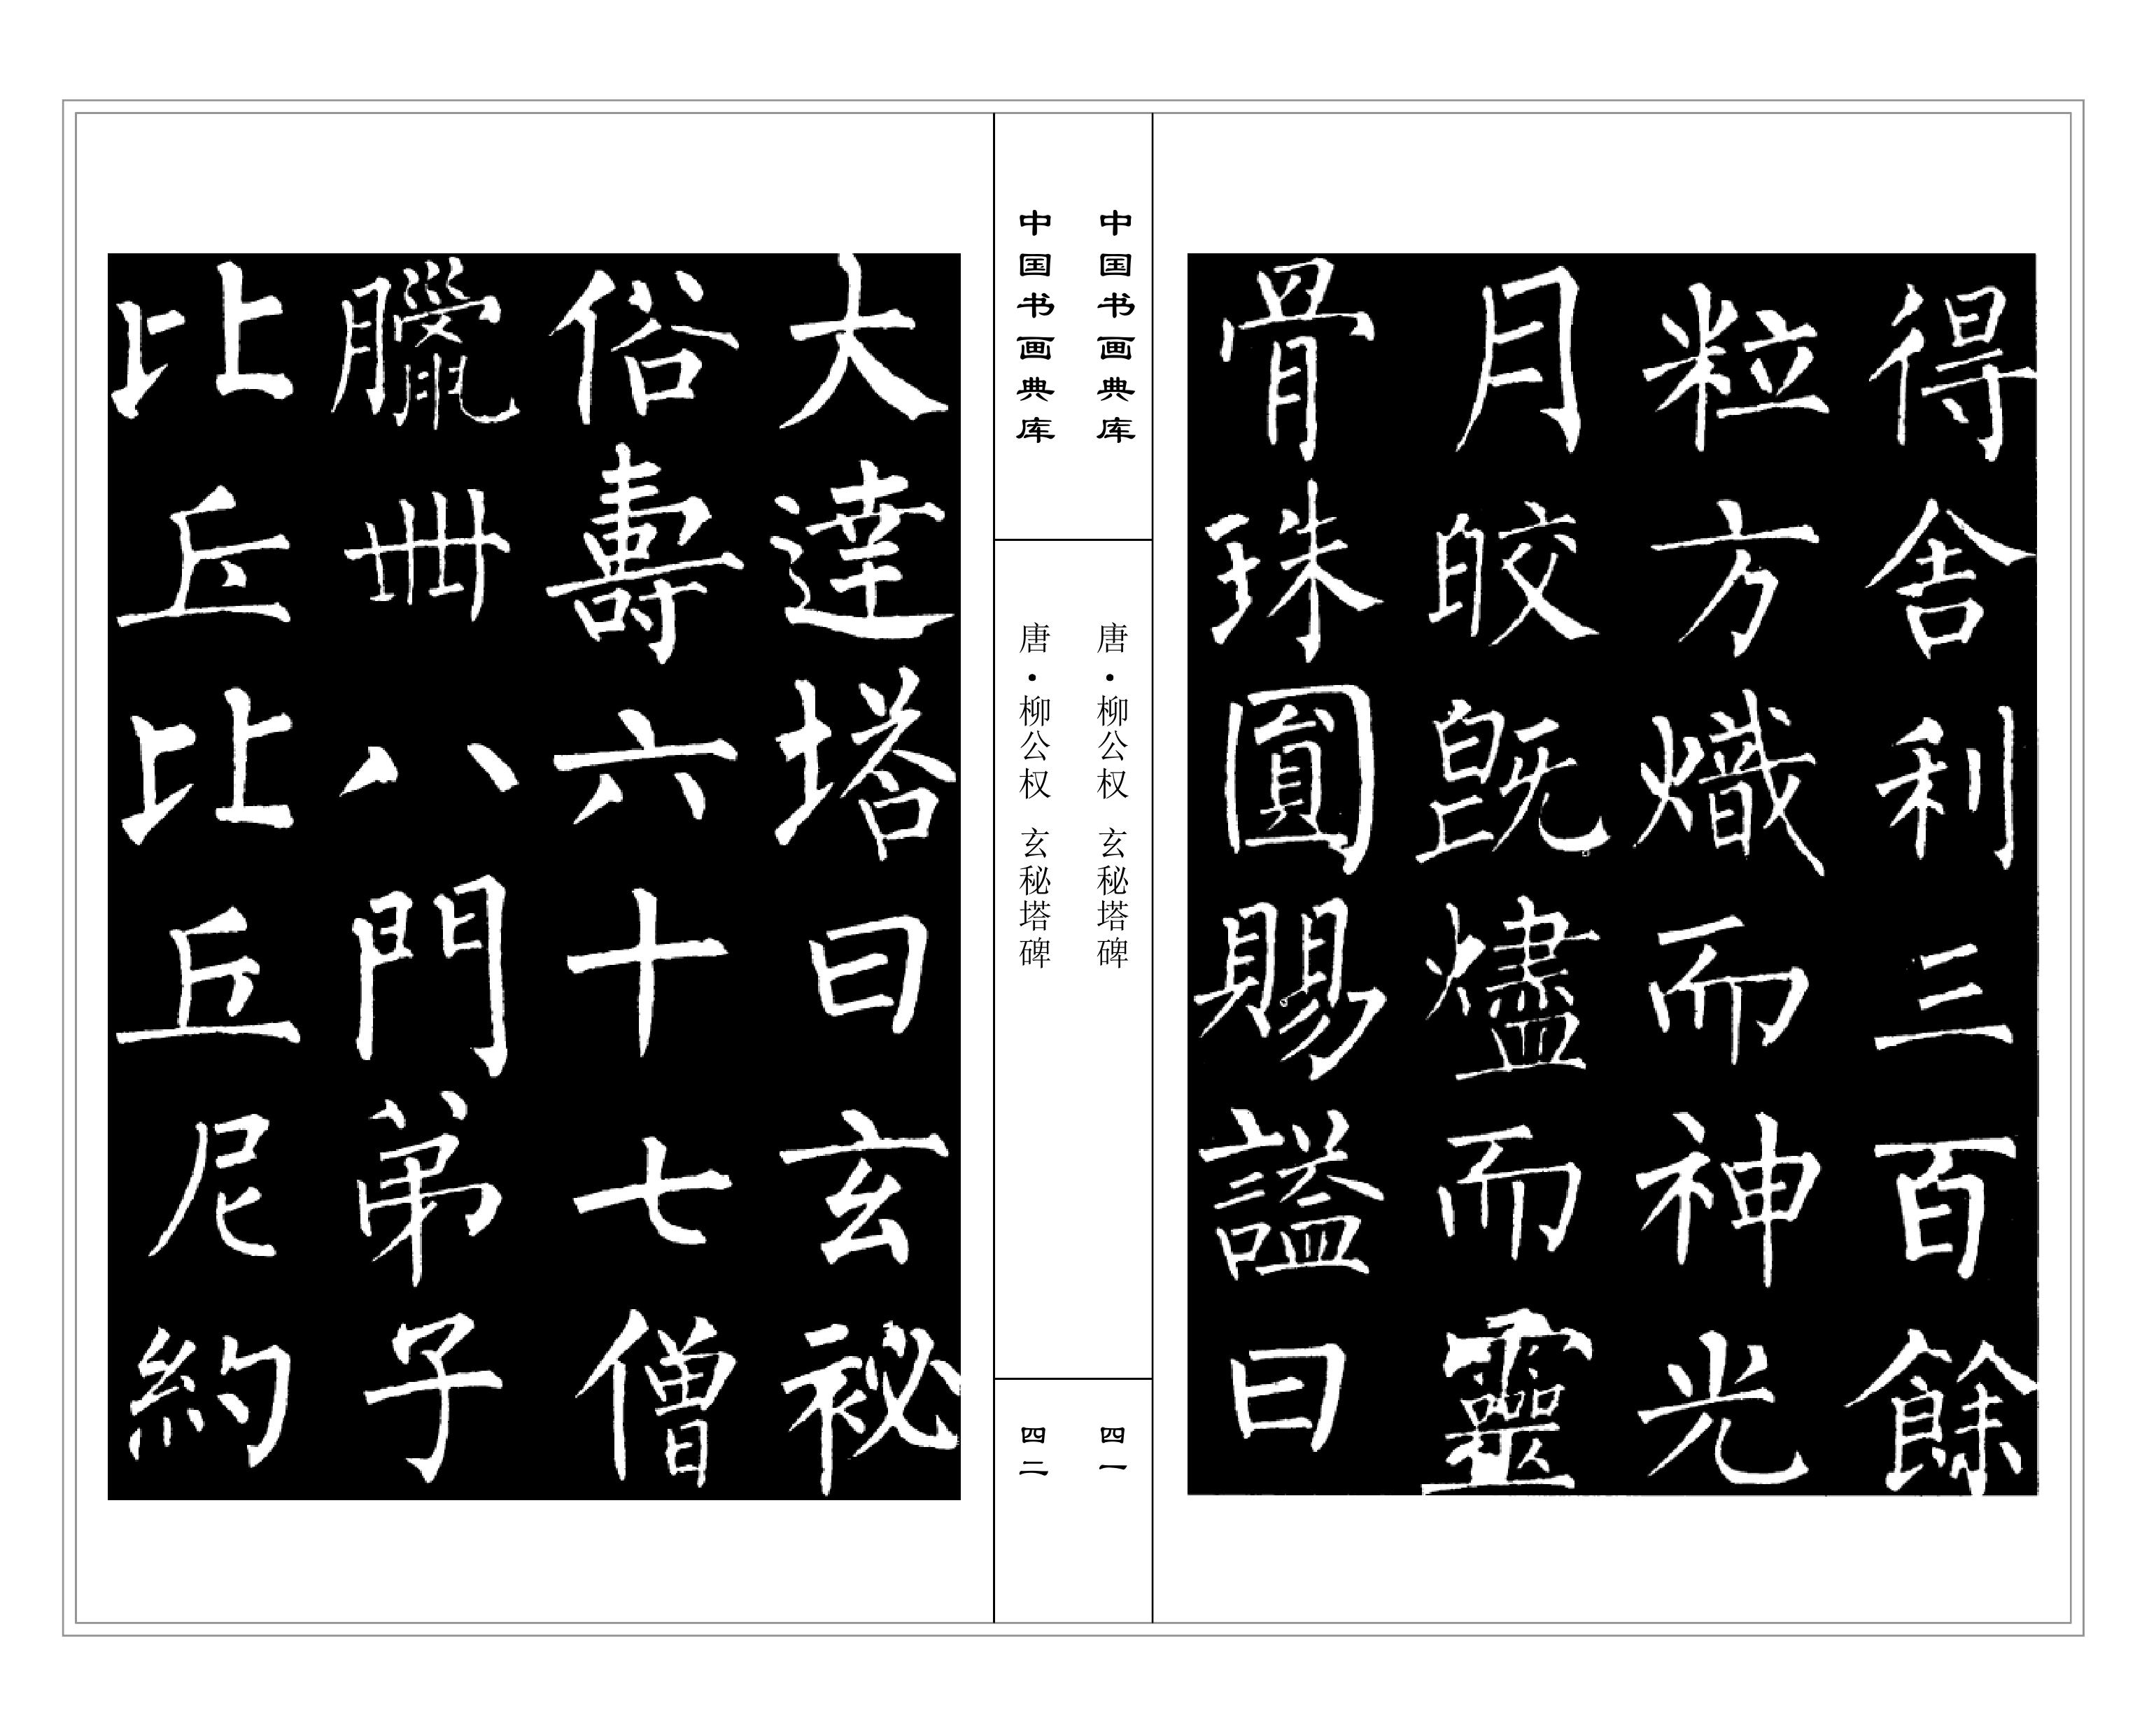 得舍利三百餘
粒方熾而神光
月皎既燼而靈
骨珠圓賜謚曰
中国书画典库
唐·柳公权 玄秘塔碑
四一
中国书画典库
唐·柳公权 玄秘塔碑
四二
大達塔曰玄秘
俗壽六十七僧
臘卌八門弟子
比丘比丘尼約